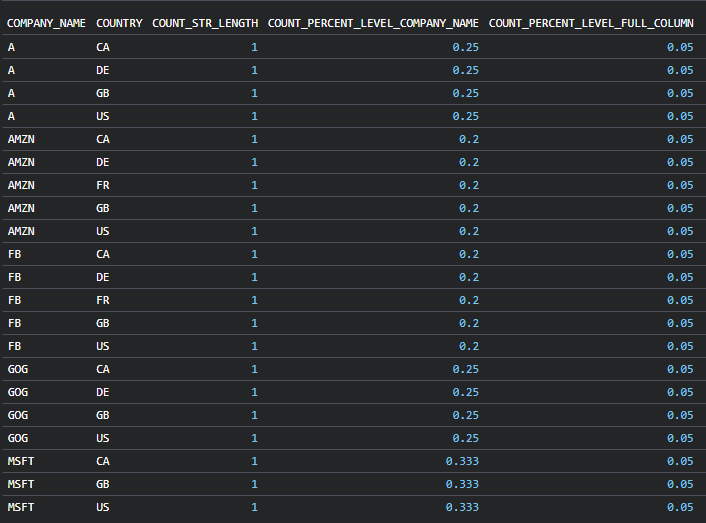 COMPANY_NAME COUNTRY COUNT_STR_LENGTH COUNT_PERCENT_LEVEL_COMPANY_NAME COUNT_PERCENT_LEVEL_FULL_COLUMN
A CA 1 0.25 0.05
A DE 1 0.25 0.05
A GB 1 0.25 0.05
A US 1 0.25 0.05
AMZN CA 1 0.2 0.05
AMZN DE 1 0.2 0.05
AMZN FR 1 0.2 0.05
AMZN GB 1 0.2 0.05
AMZN US 1 0.2 0.05
FB CA 1 0.2 0.05
FB DE 1 0.2 0.05
FB FR 1 0.2 0.05
FB GB 1 0.2 0.05
FB US 1 0.2 0.05
GOG CA 1 0.25 0.05
GOG DE 1 0.25 0.05
GOG GB 1 0.25 0.05
GOG US 1 0.25 0.05
MSFT CA 1 0.333 0.05
MSFT GB 1 0.333 0.05
MSFT US 1 0.333 0.05